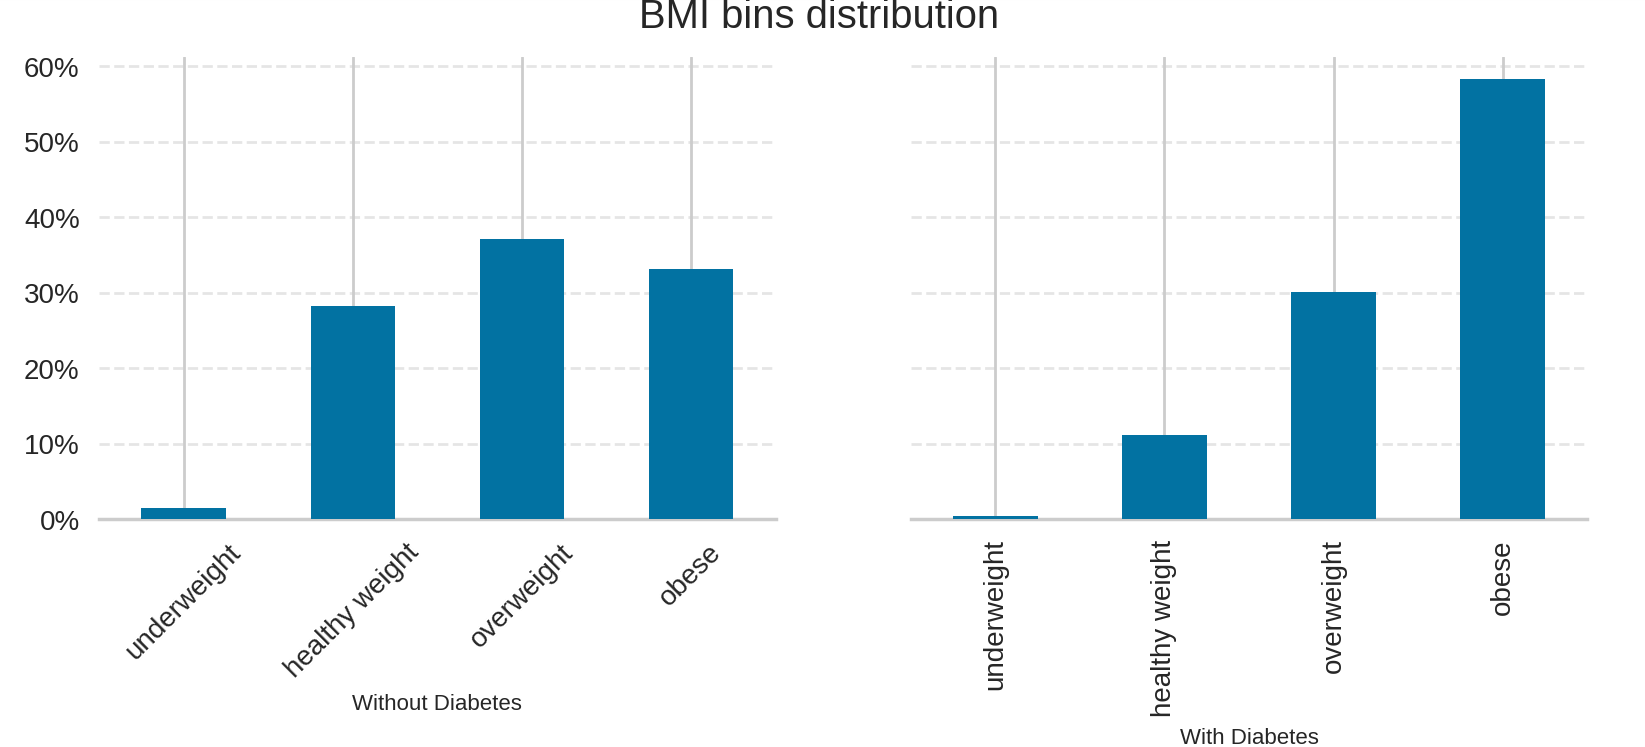 BMI bins distribution
60%
50%
40%
30%
20%
10%
0%
underweight
healthy weight
overweight
obese
Without Diabetes
underweight
healthy weight
overweight
obese
With Diabetes